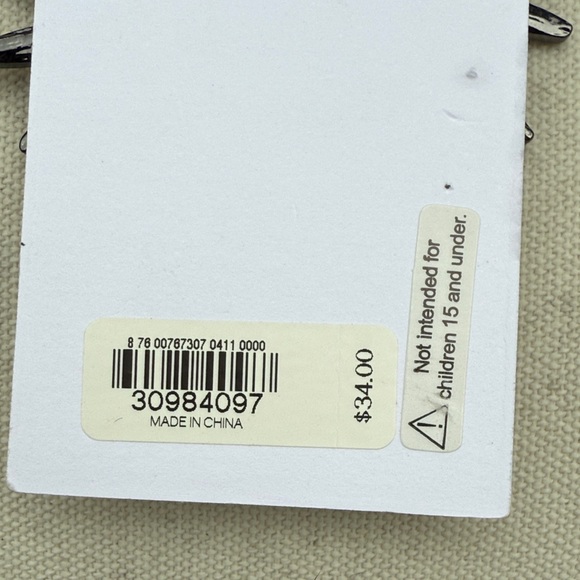 8 76 00767307 0411 0000
30984097
MADE IN CHINA
$34.00
Not intended for
children 15 and under.